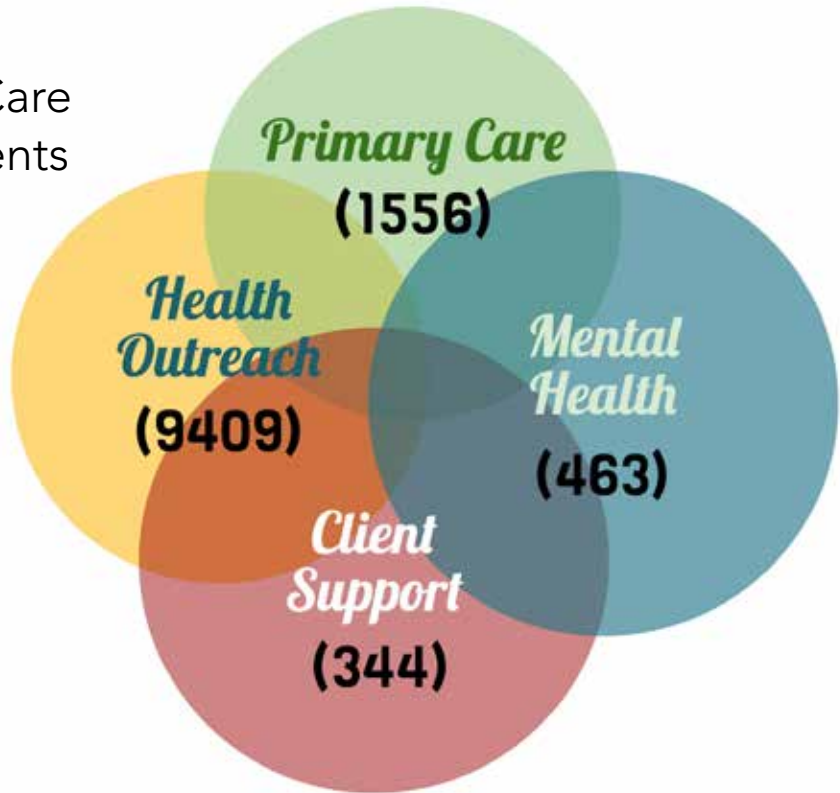 Care
ents
Primary Care
(1556)
Health
Outreach
(9409)
Mental
Health
(463)
Client
Support
(344)